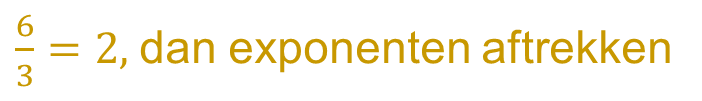 6/3 = 2, dan exponenten aftrekken